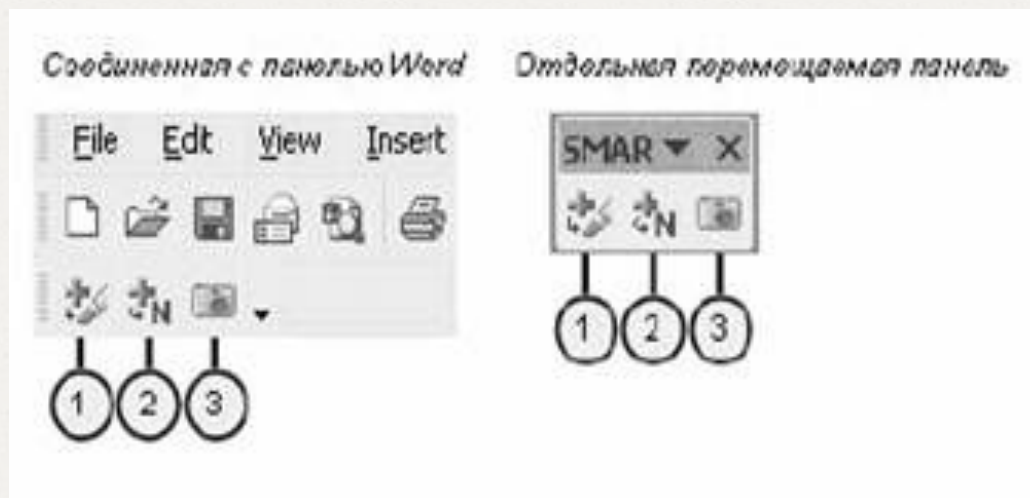 Соединенная с панелью Word
Отдельная перемещаемая панель
File Edit View Insert
SMAR
N
N
1 2 3
1 2 3